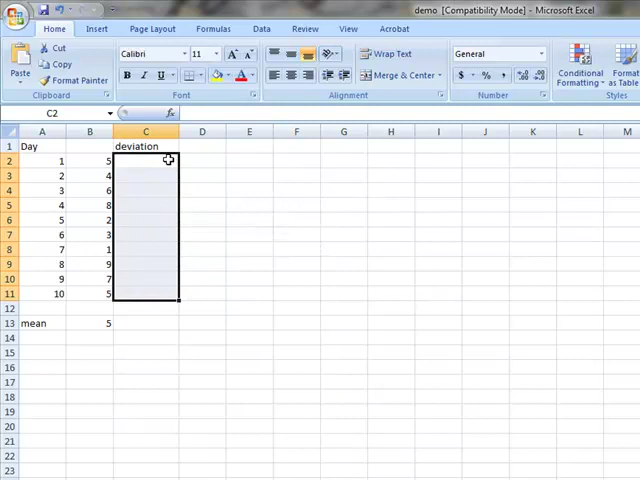 demo [Compatibility Mode] - Microsoft Excel
Home Insert Page Layout Formulas Data Review View Acrobat
Paste
Cut
Copy
Format Painter
Clipboard
Calibri 11 A A
B I U A
Font
Alignment
Wrap Text
Merge & Center
General
$ % , .0 .00 .00 .0
Number
Conditional Formatting
Format as Table
C2 fx
A B C D E F G H I J K L M
1 Day deviation
2 1 5
3 2 4
4 3 6
5 4 8
6 5 2
7 6 3
8 7 1
9 8 9
10 9 7
11 10 5
12
13 mean 5
14
15
16
17
18
19
20
21
22
23